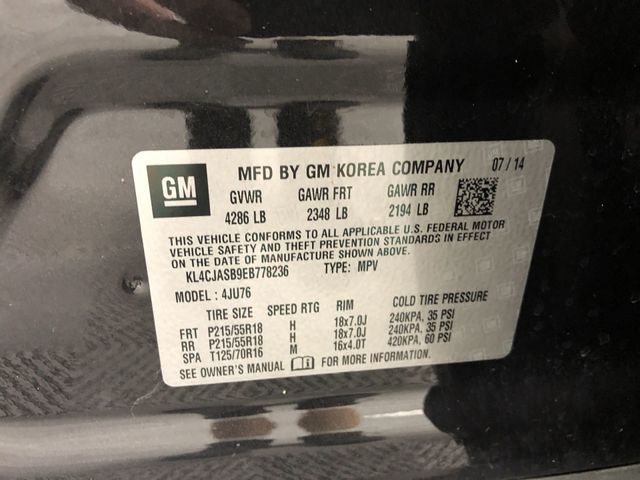 GM
MFD BY GM KOREA COMPANY 07/14
GVWR GAWR FRT GAWR RR
4286 LB 2348 LB 2194 LB
THIS VEHICLE CONFORMS TO ALL APPLICABLE U.S. FEDERAL MOTOR
VEHICLE SAFETY AND THEFT PREVENTION STANDARDS IN EFFECT ON
THE DATE OF MANUFACTURE SHOWN ABOVE.
KL4CJASB9EB778236 TYPE: MPV
MODEL: 4JU76
TIRE SIZE SPEED RTG RIM COLD TIRE PRESSURE
FRT P215/55R18 H 18x7.0J 240KPA, 35 PSI
RR P215/55R18 H 18x7.0J 240KPA, 35 PSI
SPA T125/70R16 M 16x4.0T 420KPA, 60 PSI
SEE OWNER'S MANUAL FOR MORE INFORMATION.